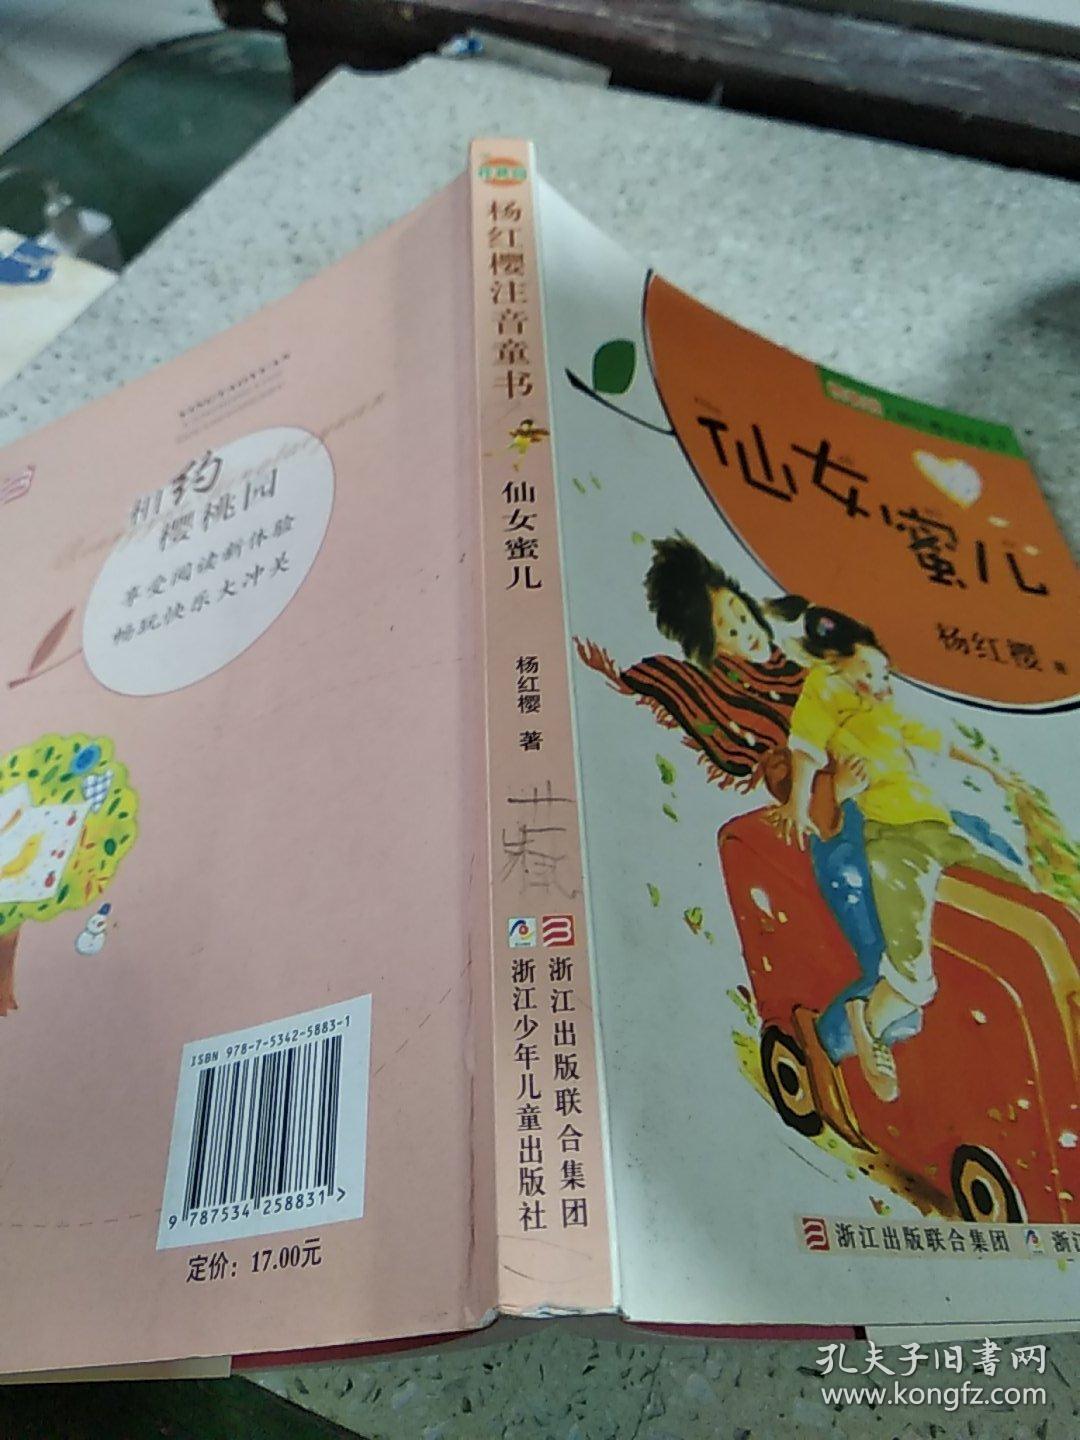 杨红樱注音童书
仙女蜜儿
杨红樱 著
浙江出版联合集团
浙江少年儿童出版社
相约
樱桃园
享受阅读新体验
畅玩快乐大冲关
ISBN 978-7-5342-5883-1
9 787534 258831 >
定价：17.00元
仙女蜜儿
杨红樱 著
浙江出版联合集团
浙江
孔夫子旧书网
www.kongfz.com